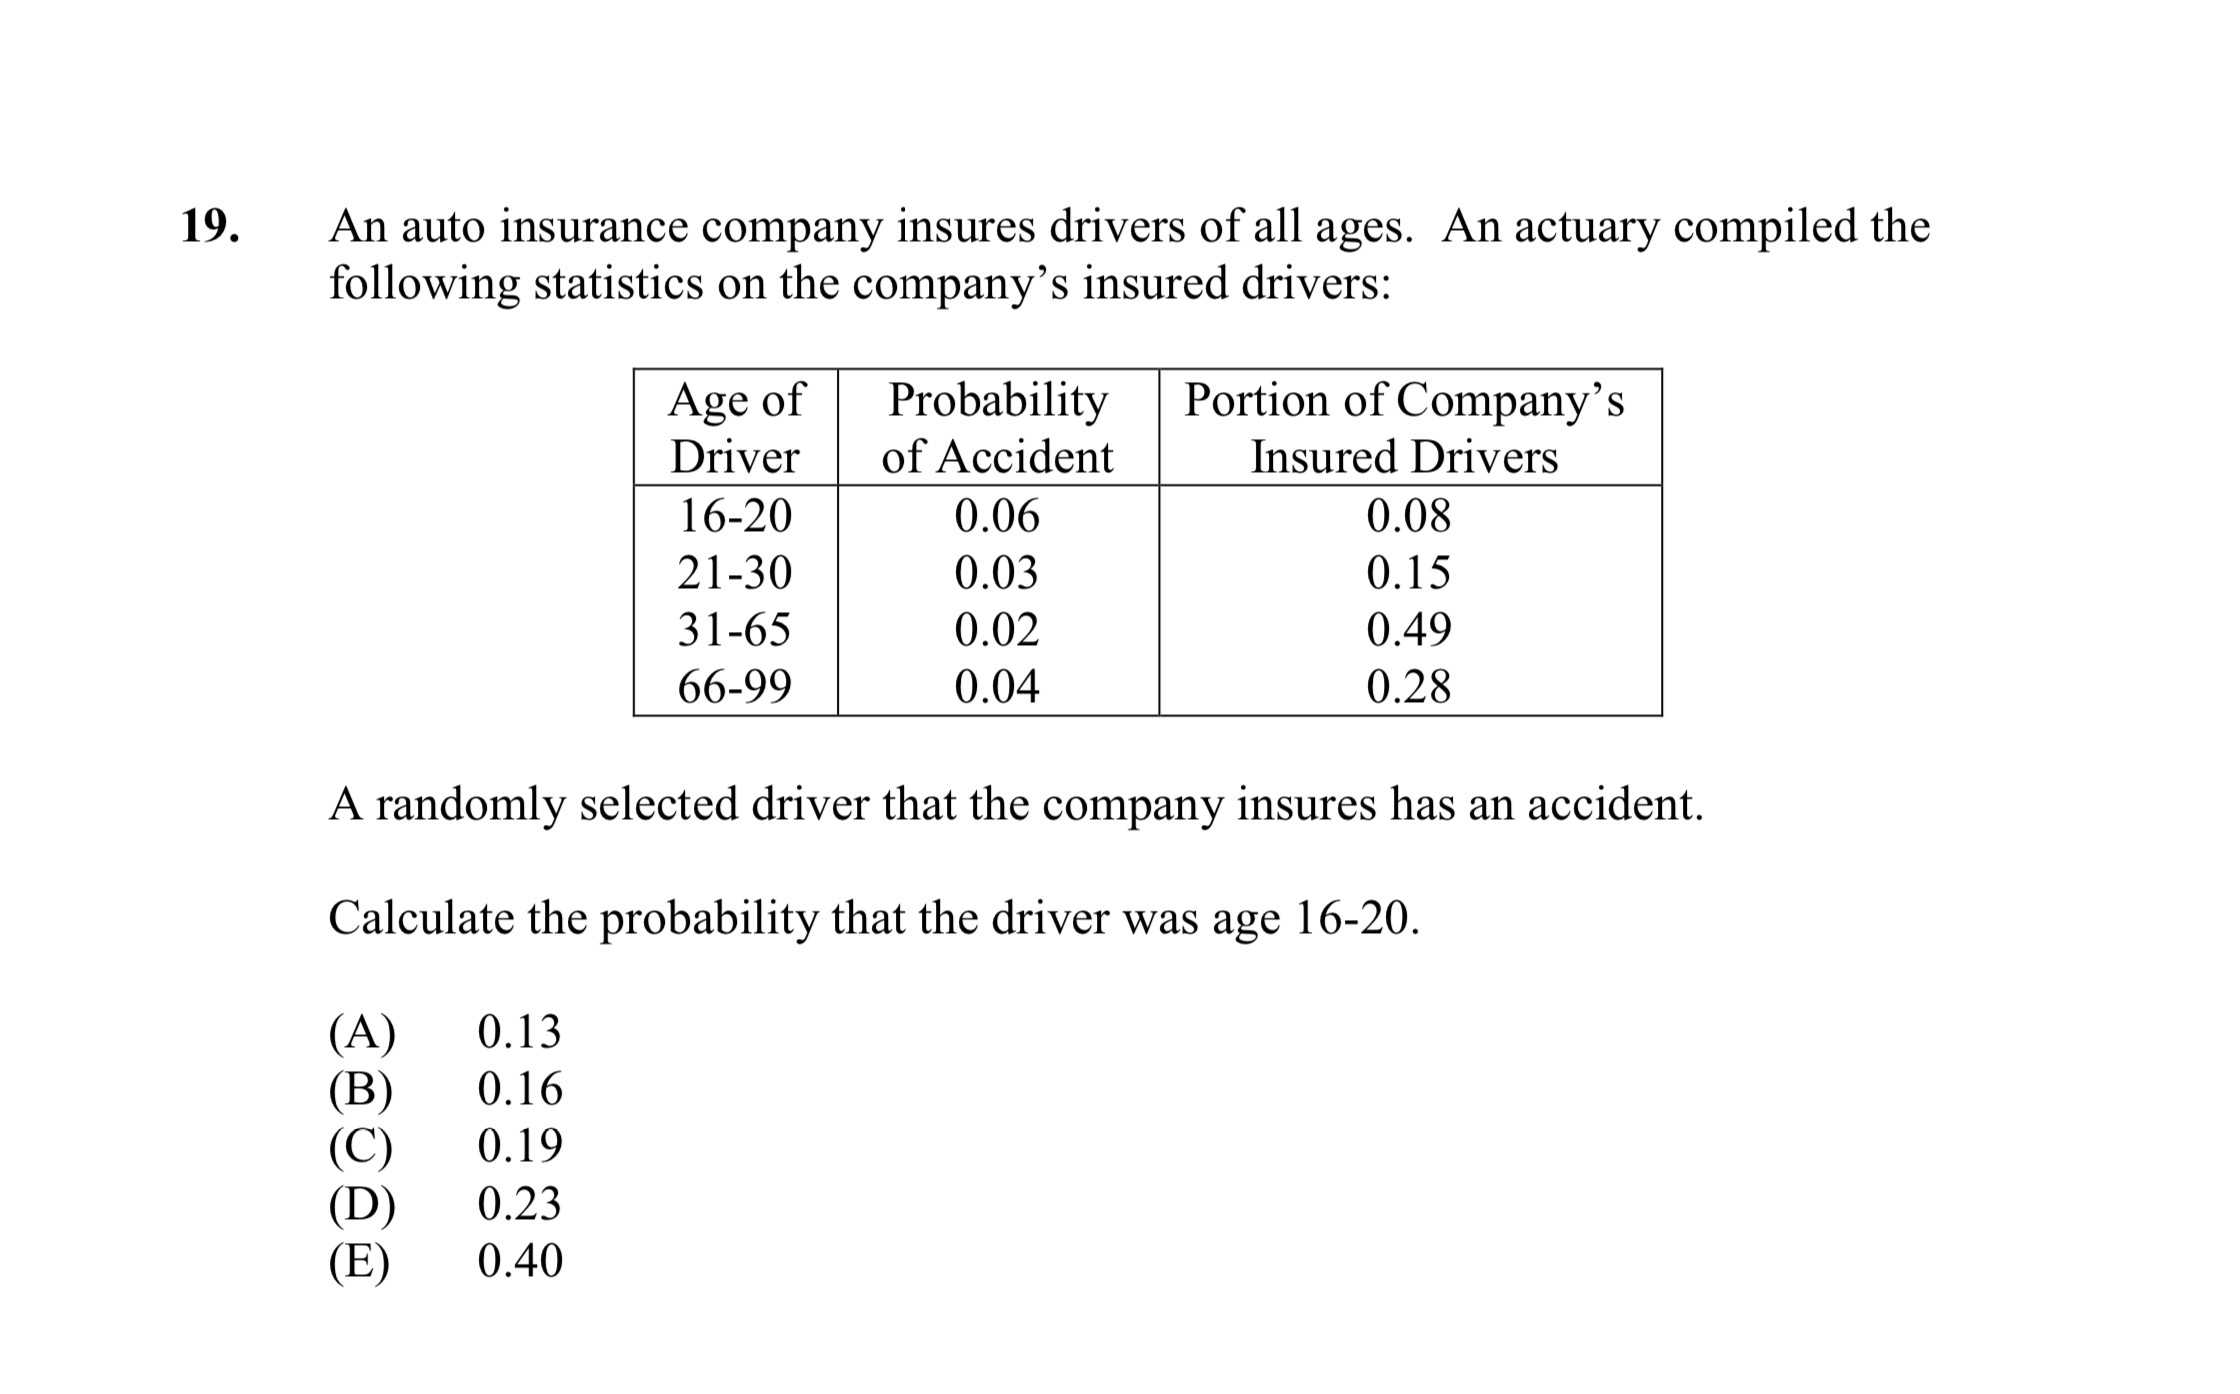 19. An auto insurance company insures drivers of all ages. An actuary compiled the
following statistics on the company’s insured drivers:
Age of Driver Probability of Accident Portion of Company’s Insured Drivers
16-20 0.06 0.08
21-30 0.03 0.15
31-65 0.02 0.49
66-99 0.04 0.28
A randomly selected driver that the company insures has an accident.
Calculate the probability that the driver was age 16-20.
(A) 0.13
(B) 0.16
(C) 0.19
(D) 0.23
(E) 0.40